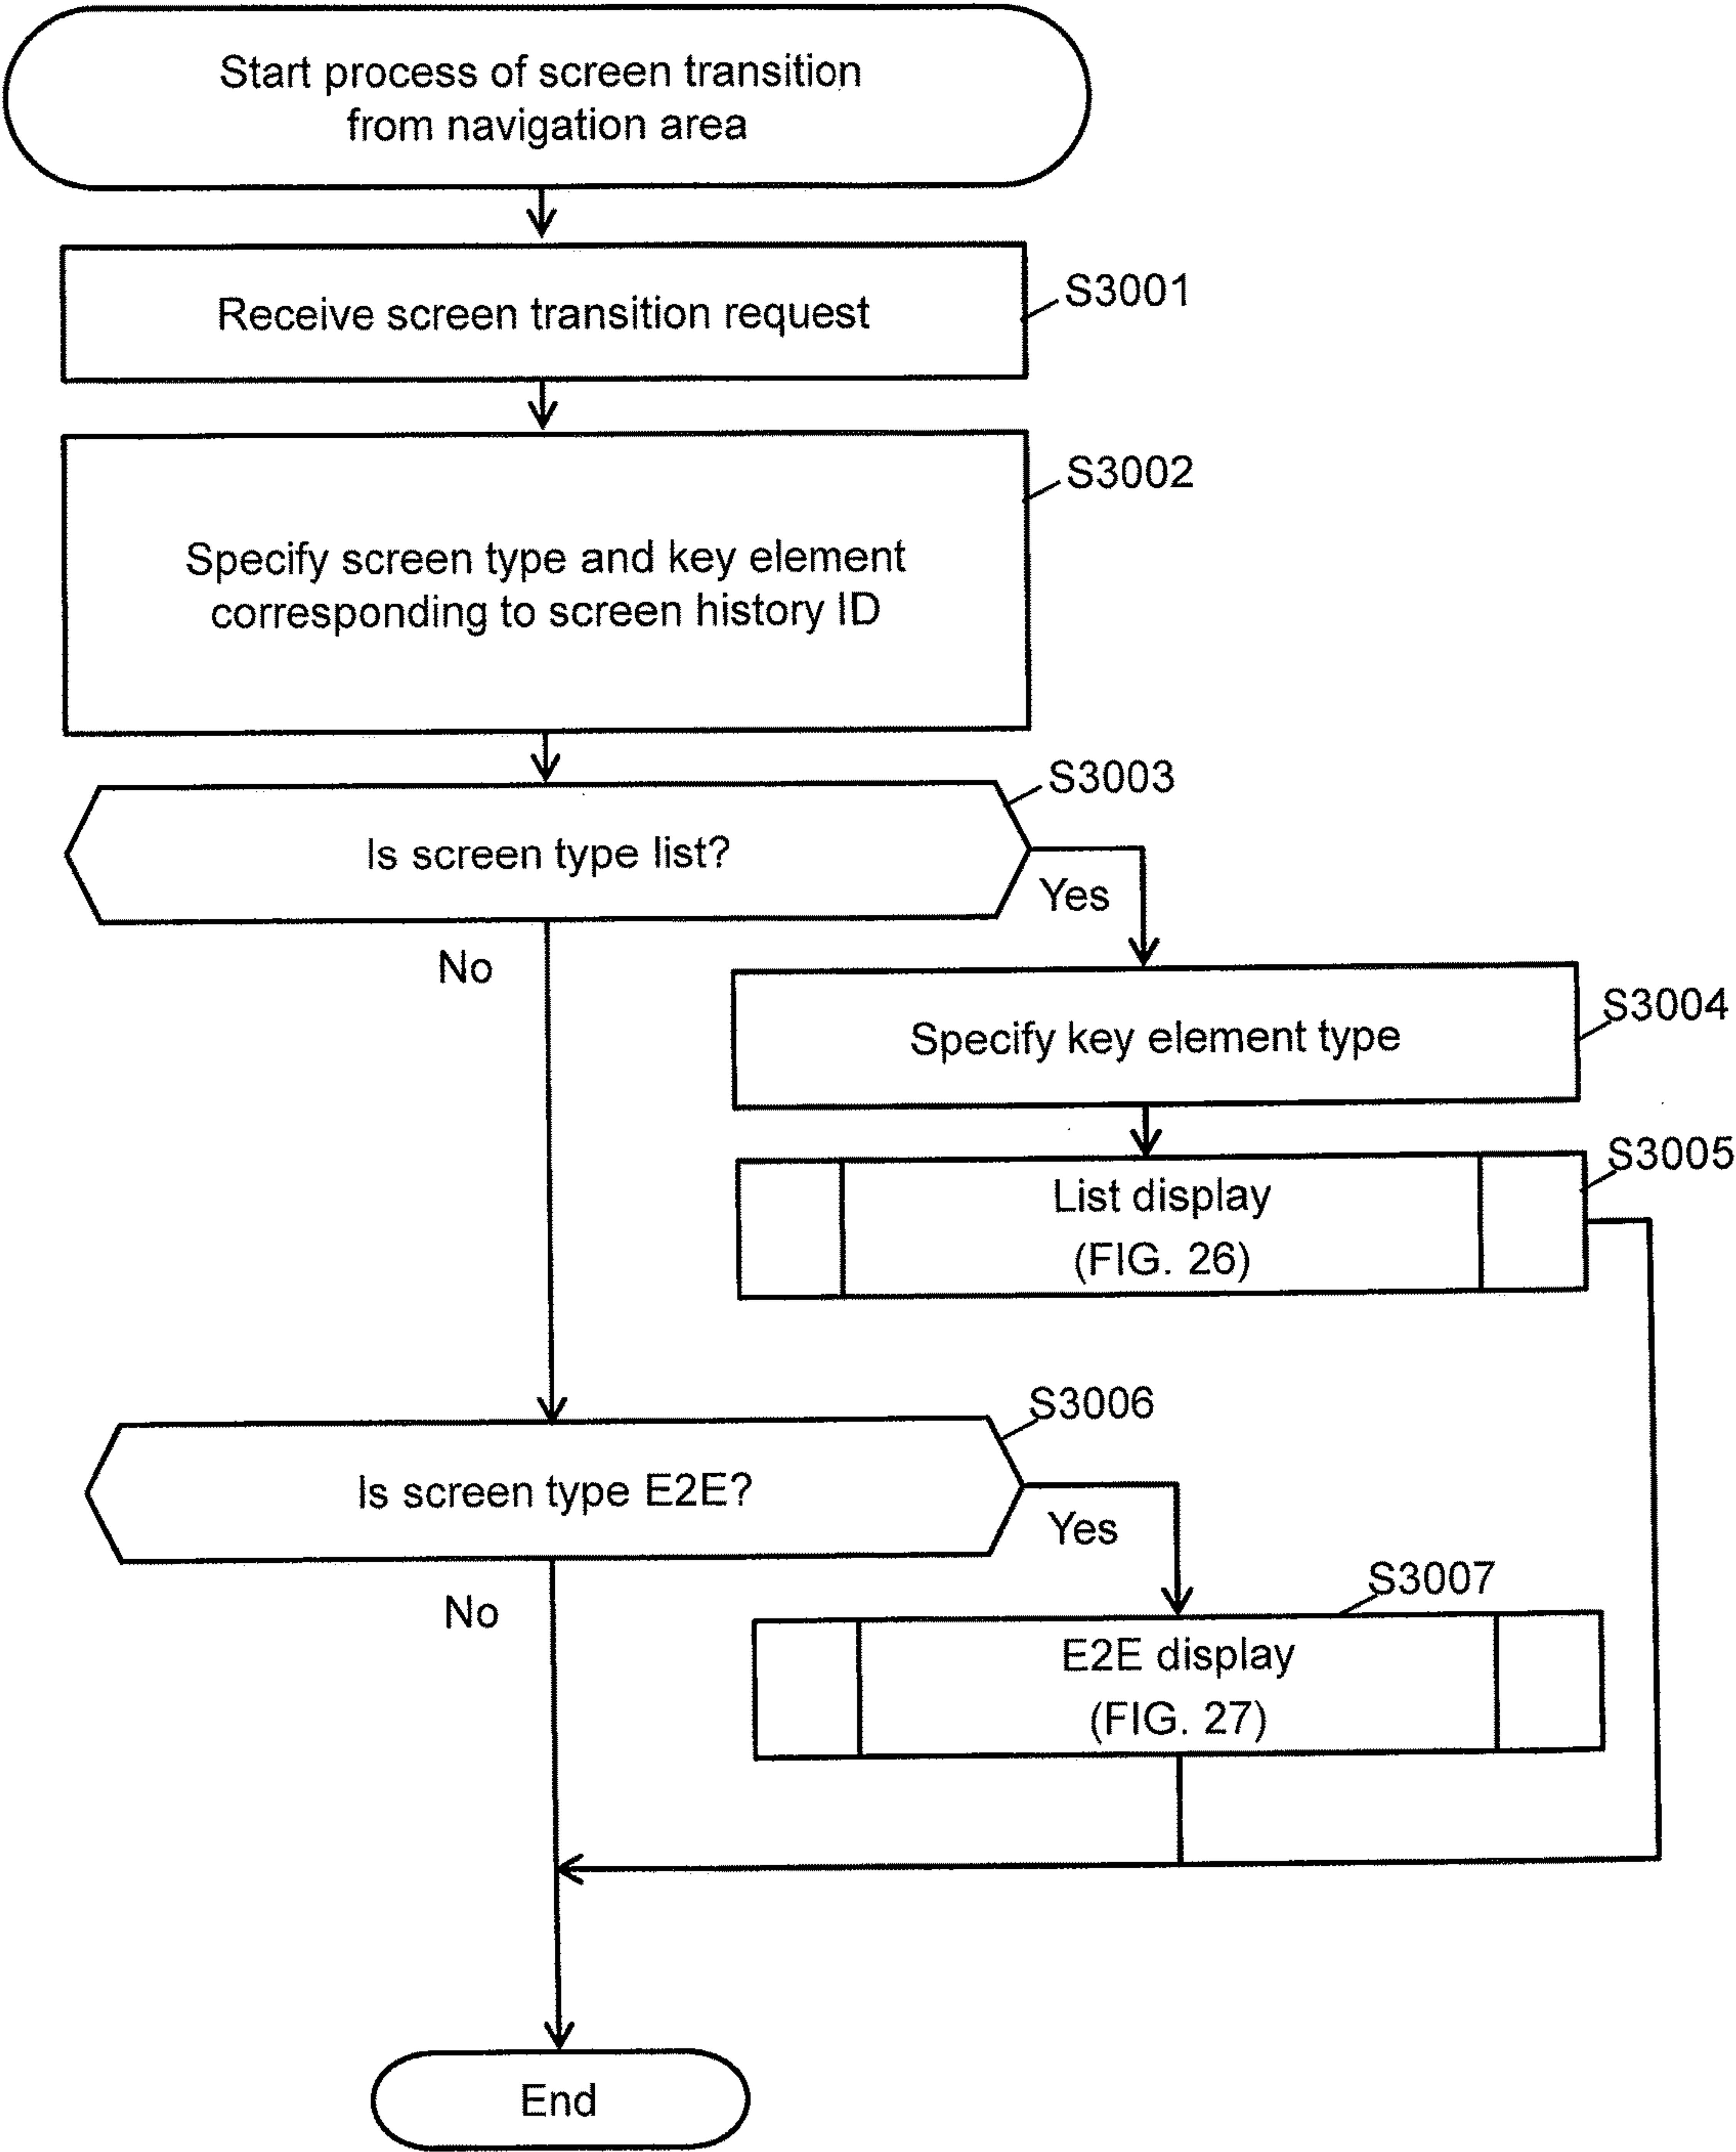 Start process of screen transition
from navigation area
Receive screen transition request
S3001
S3002
Specify screen type and key element
corresponding to screen history ID
S3003
Is screen type list?
Yes
No
S3004
Specify key element type
S3005
List display
(FIG. 26)
S3006
Is screen type E2E?
Yes
No
S3007
E2E display
(FIG. 27)
End